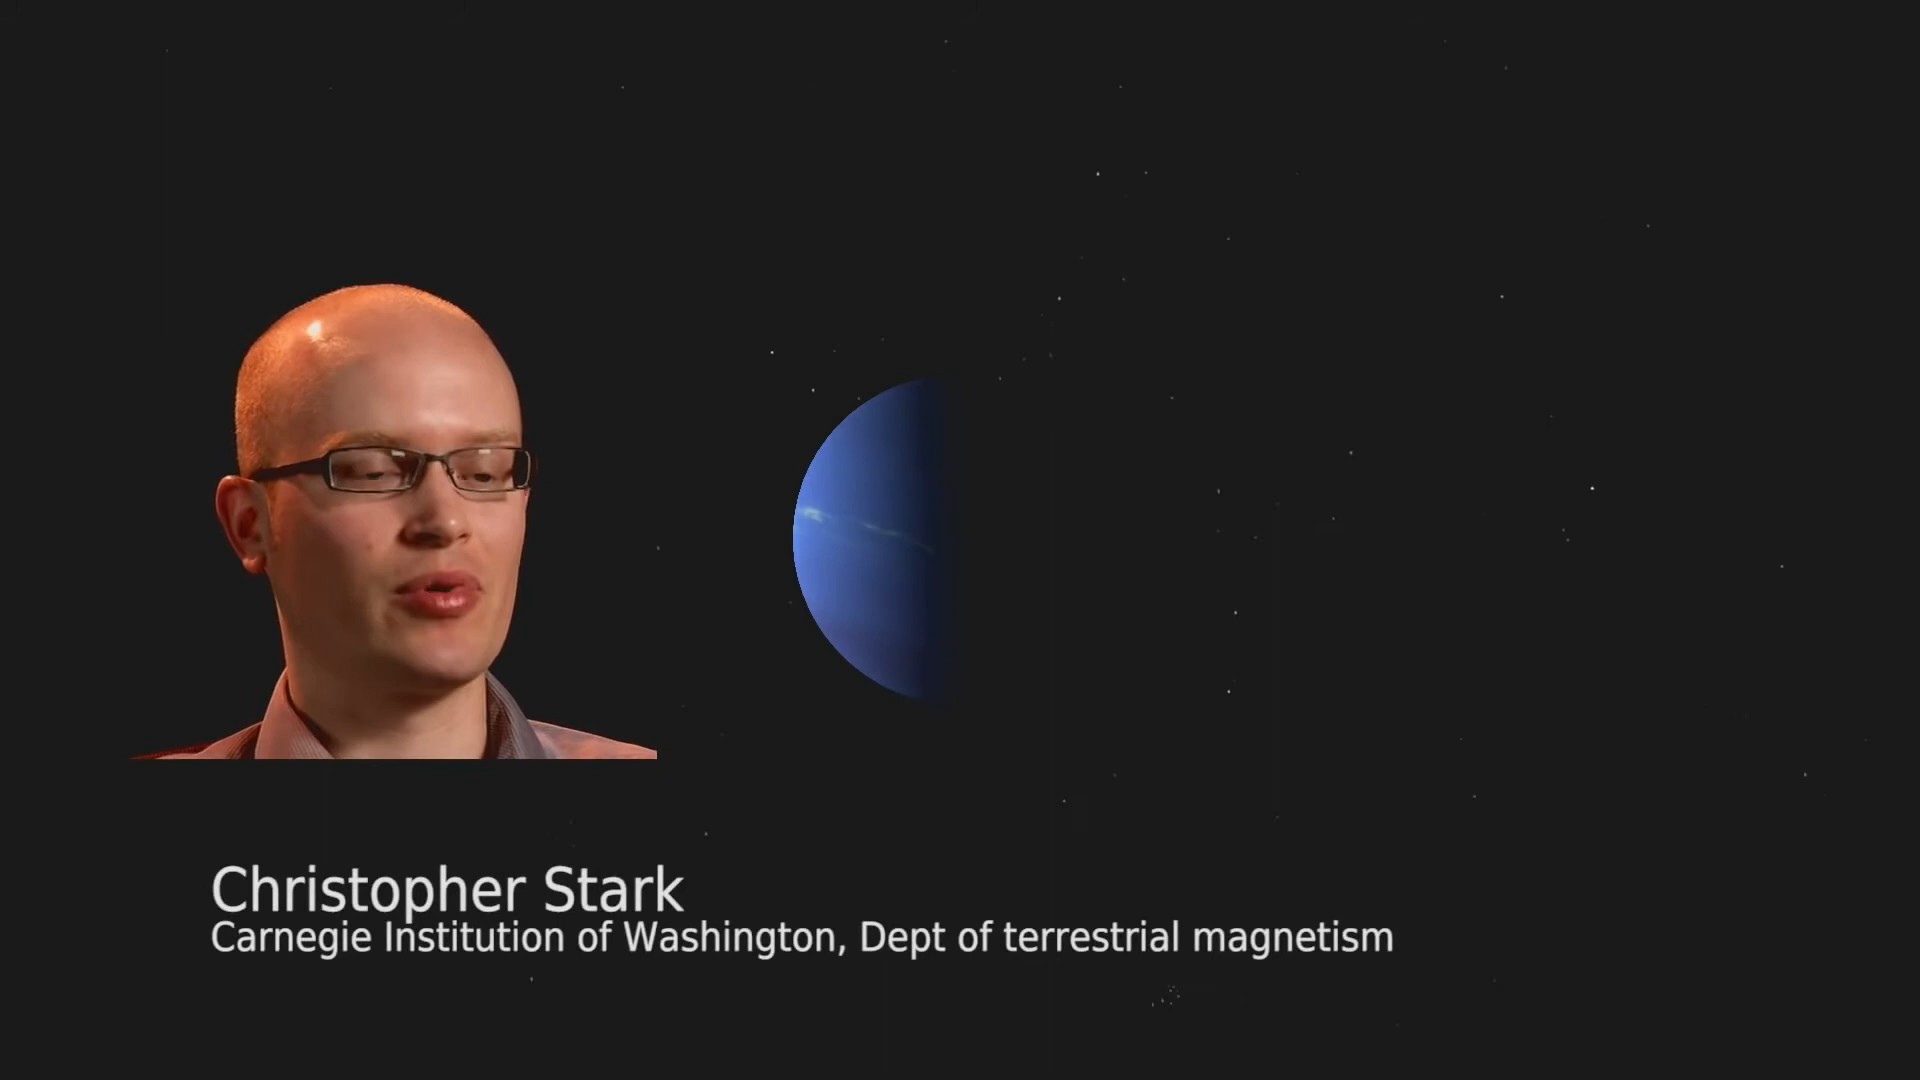 Christopher Stark
Carnegie Institution of Washington, Dept of terrestrial magnetism